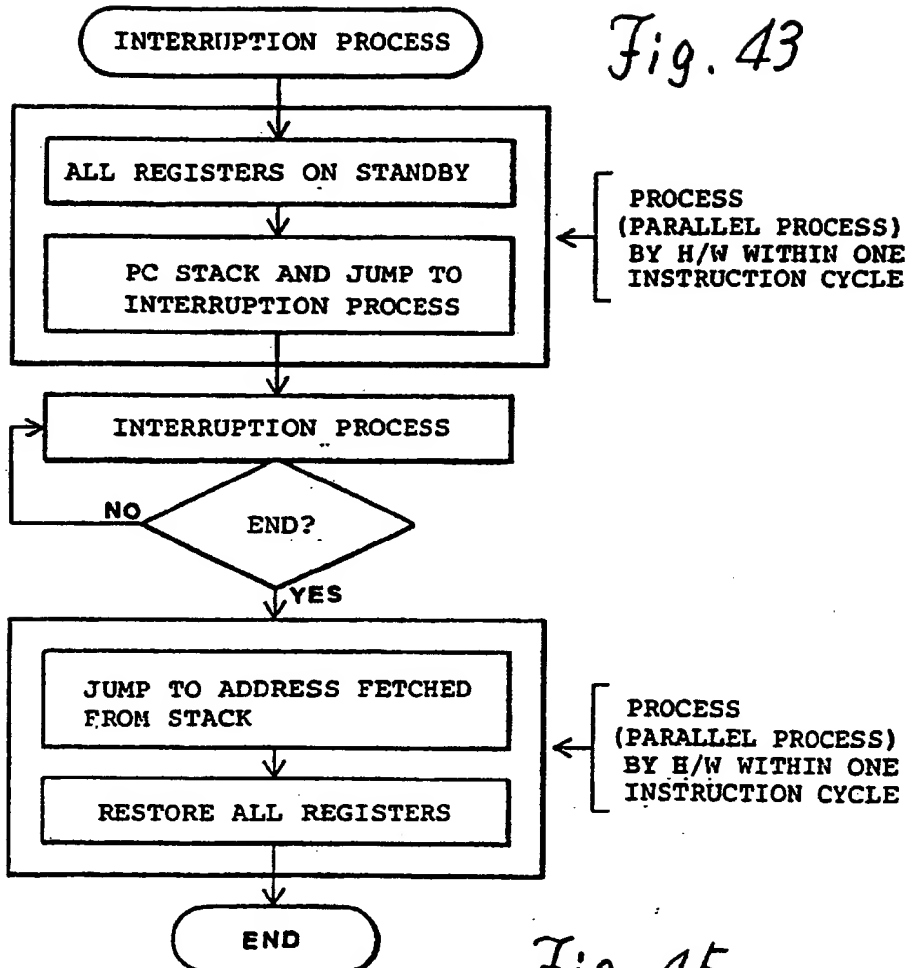 INTERRUPTION PROCESS
Fig. 43
ALL REGISTERS ON STANDBY
PC STACK AND JUMP TO
INTERRUPTION PROCESS
PROCESS
(PARALLEL PROCESS)
BY H/W WITHIN ONE
INSTRUCTION CYCLE
INTERRUPTION PROCESS
NO
END?
YES
JUMP TO ADDRESS FETCHED
FROM STACK
RESTORE ALL REGISTERS
PROCESS
(PARALLEL PROCESS)
BY H/W WITHIN ONE
INSTRUCTION CYCLE
END
Fig. 45